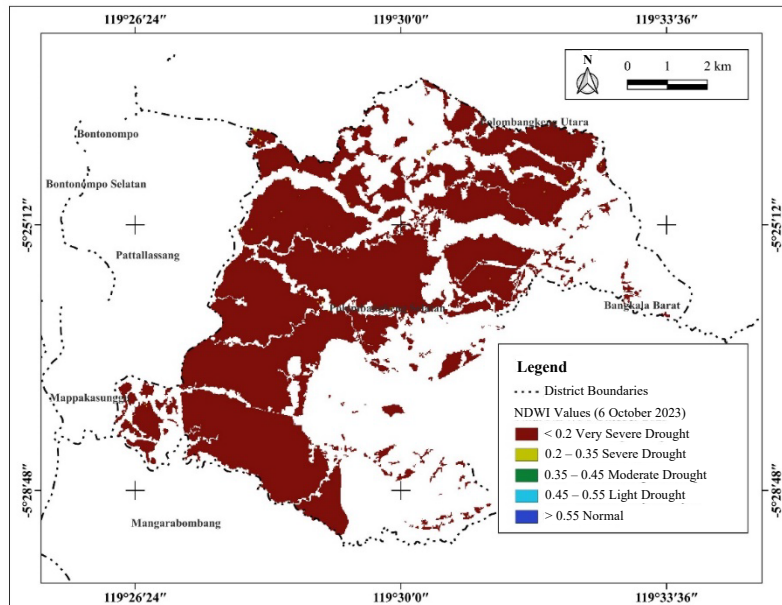 119°26′24″ 119°30′0″ 119°33′36″
N
0 1 2 km
Bontonompo
Polombangkeng Utara
Bontonompo Selatan
-5°25′12″ -5°25′12″
Pattallassang
Bangkala Barat
Legend
District Boundaries
Mappakasunggu
NDWI Values (6 October 2023)
< 0.2 Very Severe Drought
0.2 – 0.35 Severe Drought
0.35 – 0.45 Moderate Drought
0.45 – 0.55 Light Drought
> 0.55 Normal
-5°28′48″ -5°28′48″
Mangarabombang
119°26′24″ 119°30′0″ 119°33′36″